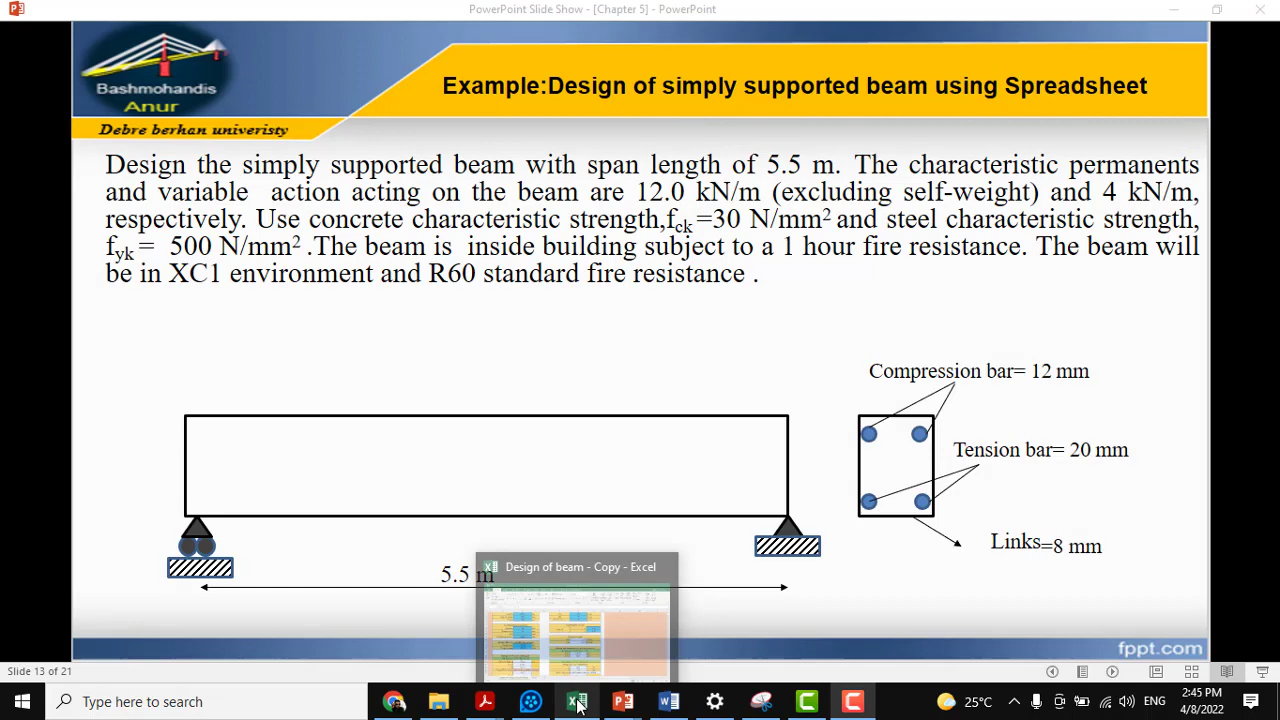 PowerPoint Slide Show - [Chapter 5] - PowerPoint
Bashmohandis
Anur
Debre berhan univeristy
Example:Design of simply supported beam using Spreadsheet
Design the simply supported beam with span length of 5.5 m. The characteristic permanents
and variable action acting on the beam are 12.0 kN/m (excluding self-weight) and 4 kN/m,
respectively. Use concrete characteristic strength,fck =30 N/mm2 and steel characteristic strength,
fyk = 500 N/mm2 .The beam is inside building subject to a 1 hour fire resistance. The beam will
be in XC1 environment and R60 standard fire resistance .
Compression bar= 12 mm
Tension bar= 20 mm
Links=8 mm
5.5 m
Design of beam - Copy - Excel
fppt.com
Slide 13 of 21
Type here to search
25°C
ENG
2:45 PM
4/8/2022